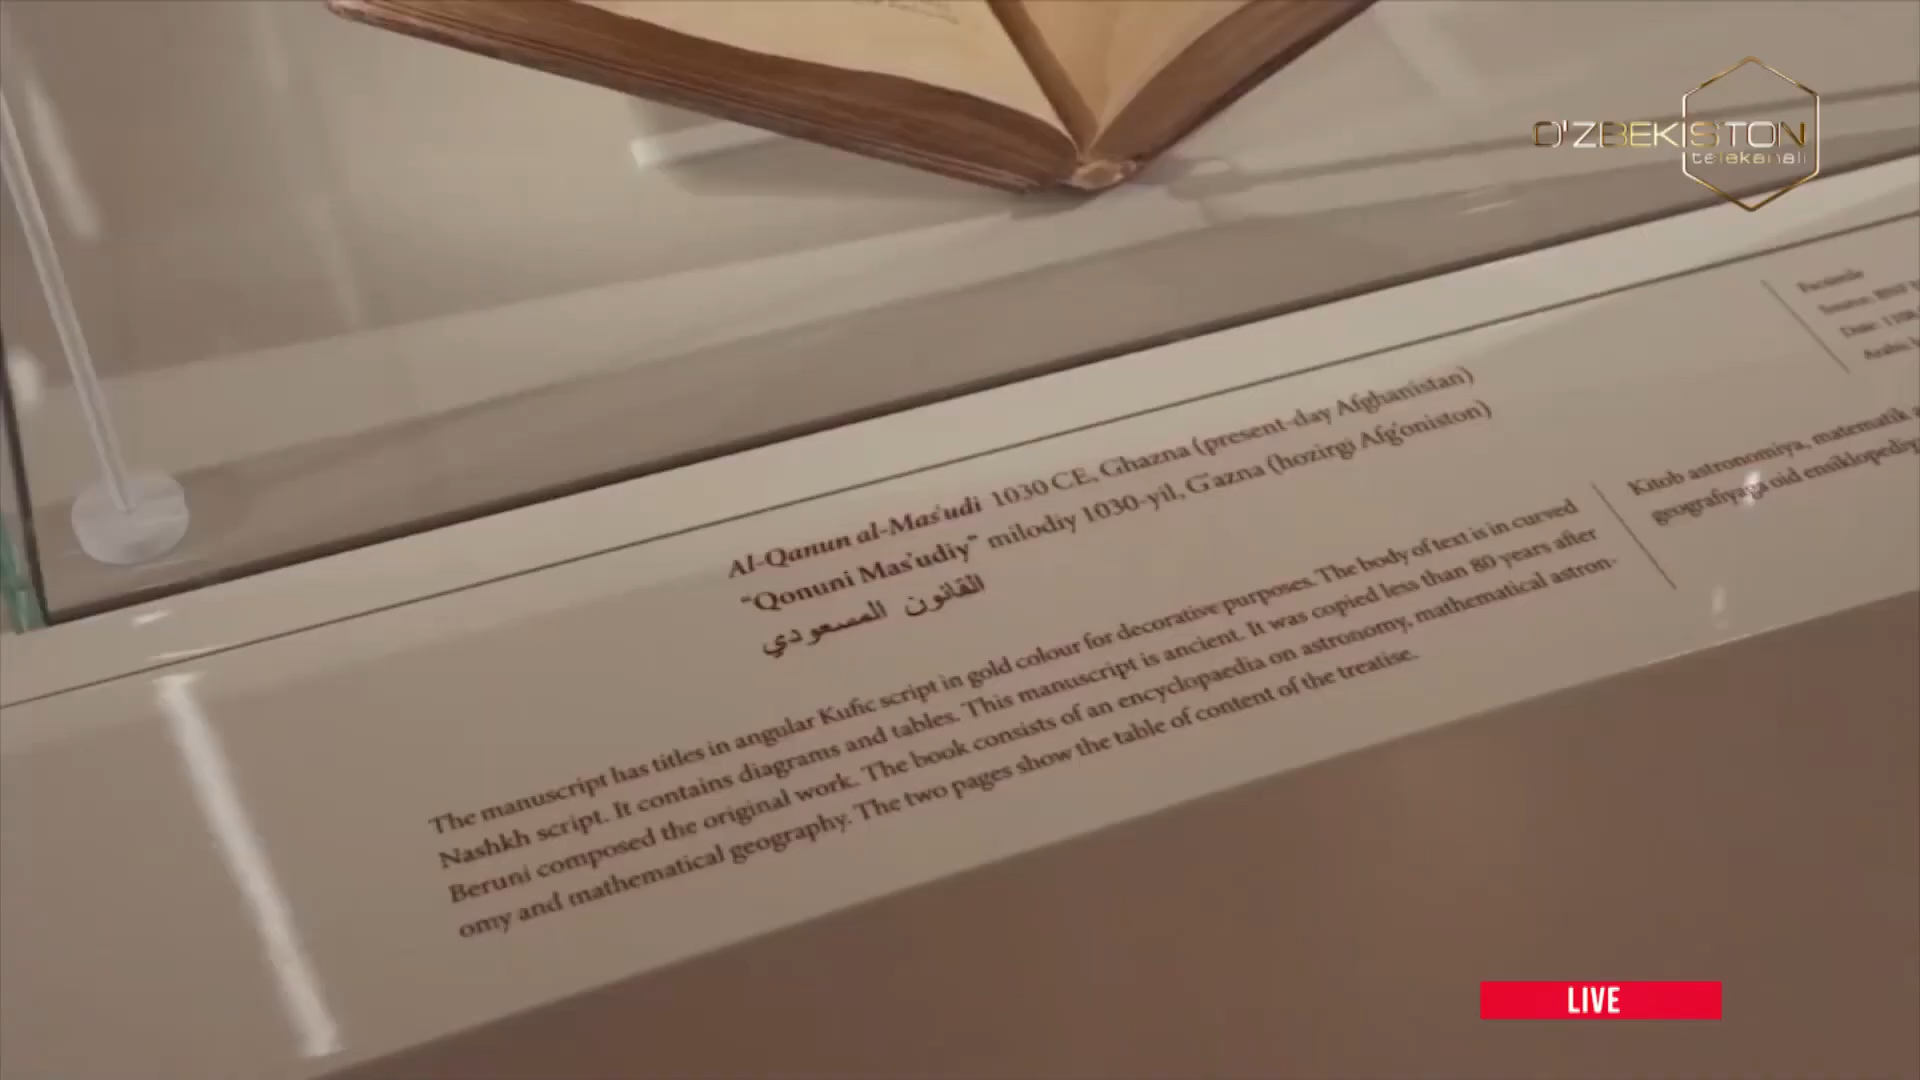 O'ZBEKISTON
telekanali
Al-Qanun al-Mas'udi 1030 CE, Ghazna (present-day Afghanistan)
"Qonuni Mas'udiy" milodiy 1030-yil, G'azna (hozirgi Afg'oniston)
القانون المسعودي
The manuscript has titles in angular Kufic script in gold colour for decorative purposes. The body of text is in curved
Nashkh script. It contains diagrams and tables. This manuscript is ancient. It was copied less than 80 years after
Beruni composed the original work. The book consists of an encyclopaedia on astronomy, mathematical astron-
omy and mathematical geography. The two pages show the table of content of the treatise.
Facsimile
Source:
Date:
Arabic
Kitob astronomiya, matematik
geografiyaga oid ensiklopediy
LIVE